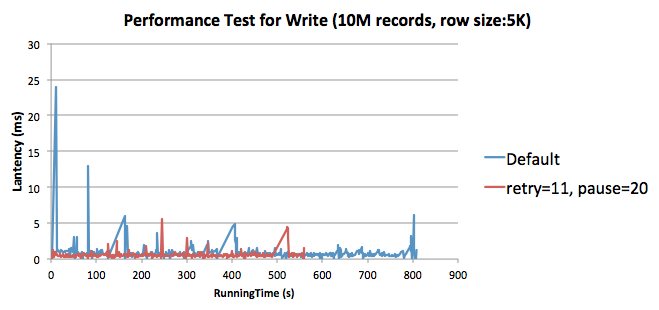 Performance Test for Write (10M records, row size:5K)
30
25
20
15
10
5
0
Lantency (ms)
0 100 200 300 400 500 600 700 800 900
RunningTime (s)
Default
retry=11, pause=20